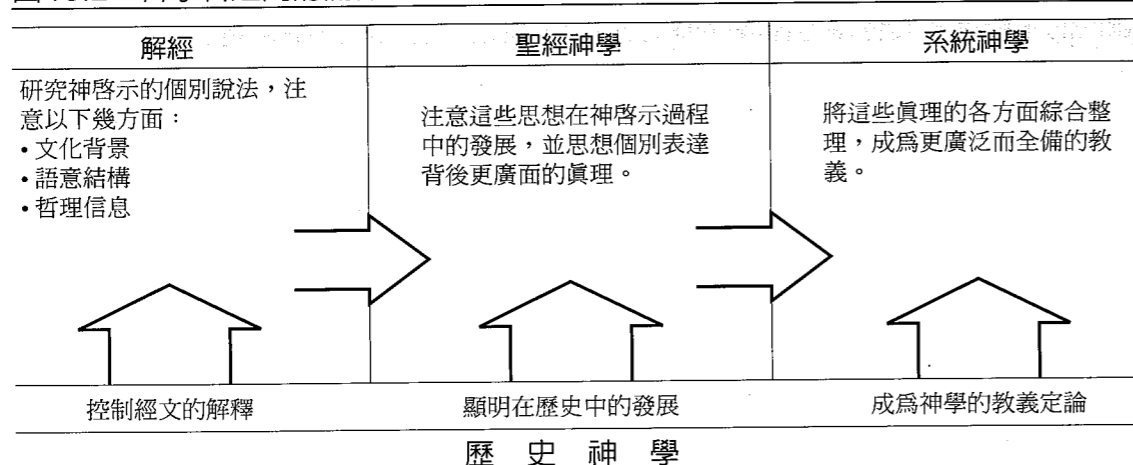 解經
聖經神學
系統神學
研究神啓示的個別說法，注
意以下幾方面：
• 文化背景
• 語意結構
• 哲理信息
注意這些思想在神啓示過程
中的發展，並思想個別表達
背後更廣面的眞理。
將這些眞理的各方面綜合整
理，成爲更廣泛而全備的教
義。
控制經文的解釋
顯明在歷史中的發展
成爲神學的教義定論
歷史神學